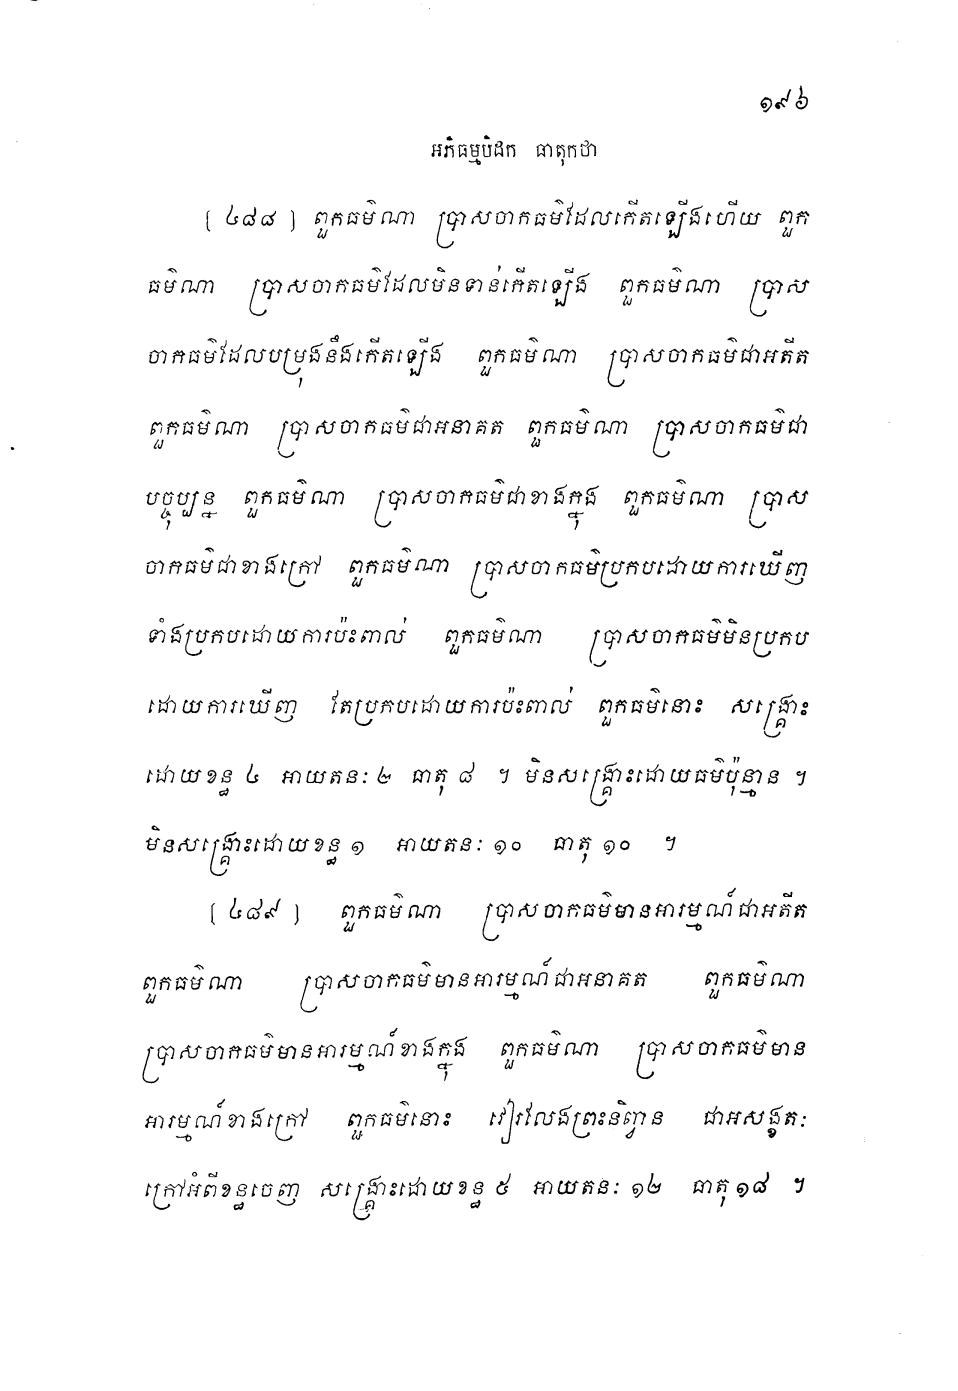 ១៩៦
អភិធម្មបិដក ធាតុកថា
[ ៤៨៨ ] ពួកធម៌ណា ប្រាសចាកធម៌ដែលកើតឡើងហើយ ពួក
ធម៌ណា ប្រាសចាកធម៌ដែលមិនទាន់កើតឡើង ពួកធម៌ណា ប្រាស
ចាកធម៌ដែលបម្រុងនឹងកើតឡើង ពួកធម៌ណា ប្រាសចាកធម៌ជាអតីត
ពួកធម៌ណា ប្រាសចាកធម៌ជាអនាគត ពួកធម៌ណា ប្រាសចាកធម៌ជា
បច្ចុប្បន្ន ពួកធម៌ណា ប្រាសចាកធម៌ជាខាងក្នុង ពួកធម៌ណា ប្រាស
ចាកធម៌ជាខាងក្រៅ ពួកធម៌ណា ប្រាសចាកធម៌ប្រកបដោយការឃើញ
ទាំងប្រកបដោយការប៉ះពាល់ ពួកធម៌ណា ប្រាសចាកធម៌មិនប្រកប
ដោយការឃើញ តែប្រកបដោយការប៉ះពាល់ ពួកធម៌នោះ សង្គ្រោះ
ដោយខន្ធ ៤ អាយតនៈ ២ ធាតុ ៨ ។ មិនសង្គ្រោះដោយធម៌ប៉ុន្មាន ។
មិនសង្គ្រោះដោយខន្ធ ១ អាយតនៈ ១០ ធាតុ ១០ ។
[ ៤៨៩ ] ពួកធម៌ណា ប្រាសចាកធម៌មានអារម្មណ៍ជាអតីត
ពួកធម៌ណា ប្រាសចាកធម៌មានអារម្មណ៍ជាអនាគត ពួកធម៌ណា
ប្រាសចាកធម៌មានអារម្មណ៍ខាងក្នុង ពួកធម៌ណា ប្រាសចាកធម៌មាន
អារម្មណ៍ខាងក្រៅ ពួកធម៌នោះ វៀរលែងព្រះនិព្វាន ជាអសង្ខតៈ
ក្រៅអំពីខន្ធចេញ សង្គ្រោះដោយខន្ធ ៥ អាយតនៈ ១២ ធាតុ ១៨ ។